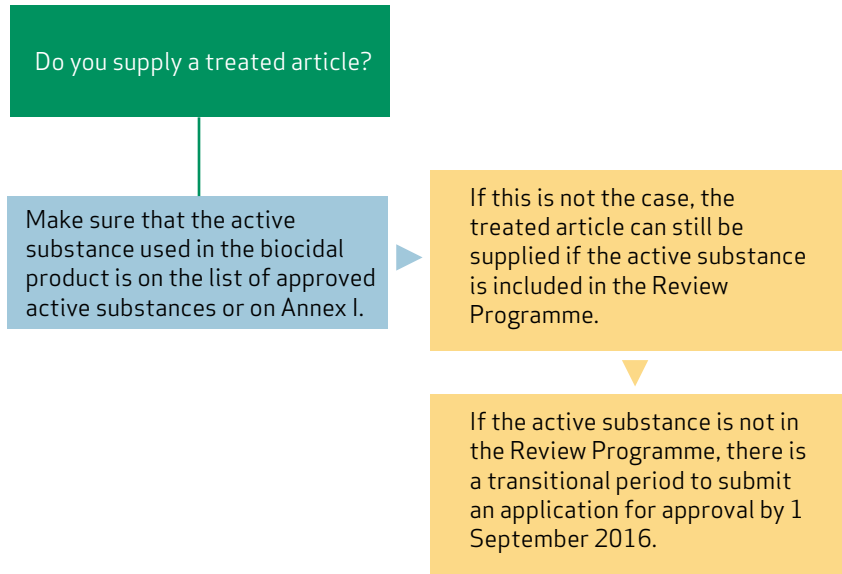 Do you supply a treated article?
Make sure that the active
substance used in the biocidal
product is on the list of approved
active substances or on Annex I.
If this is not the case, the
treated article can still be
supplied if the active substance
is included in the Review
Programme.
If the active substance is not in
the Review Programme, there is
a transitional period to submit
an application for approval by 1
September 2016.